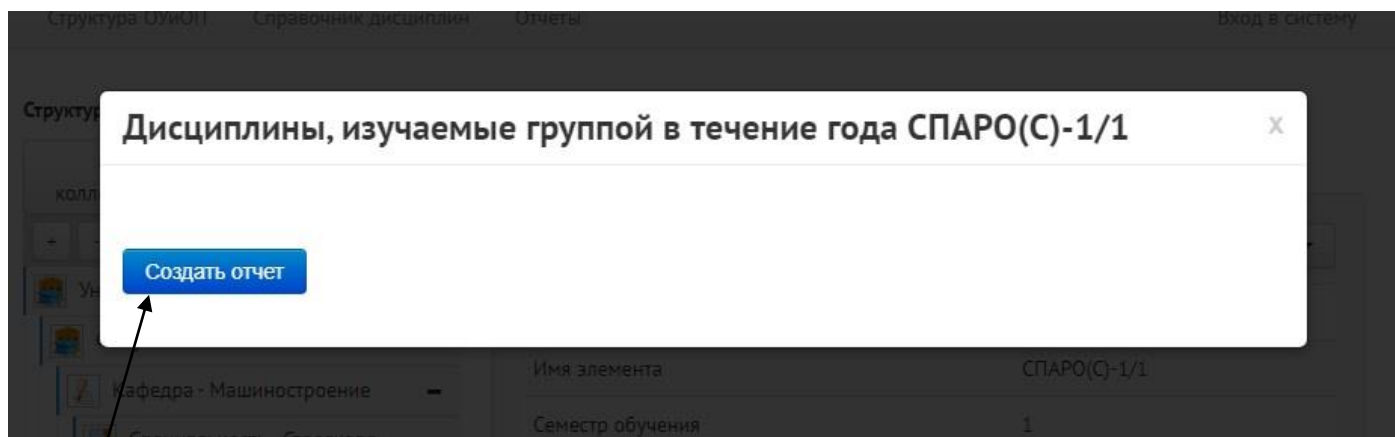 Структура ОУиОП Справочник дисциплин Отчеты Вход в систему
Дисциплины, изучаемые группой в течение года СПАРО(С)-1/1 x
Создать отчет
Имя элемента СПАРО(С)-1/1
Кафедра - Машиностроение
Семестр обучения 1